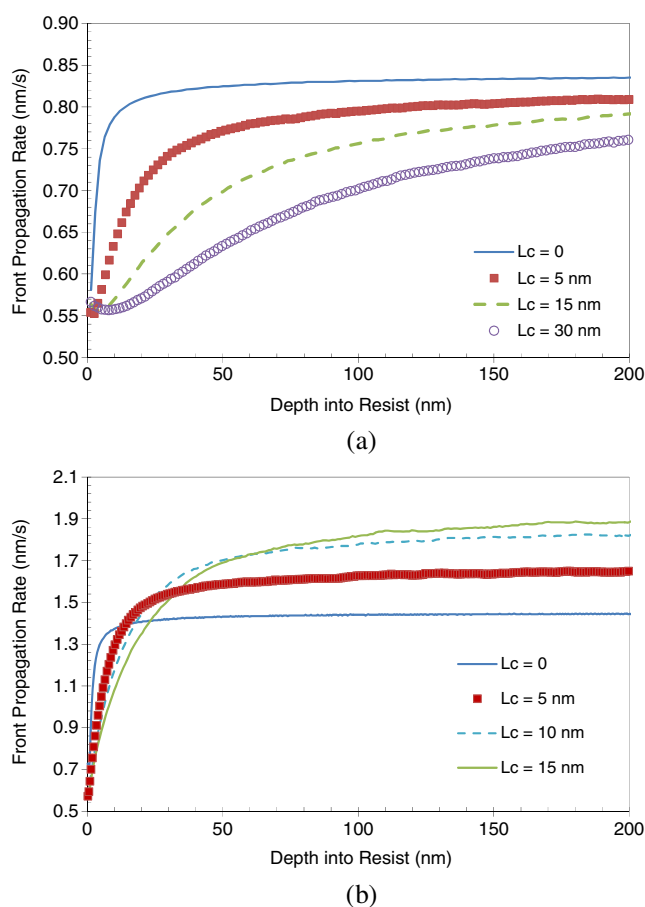 0.90
0.85
0.80
0.75
0.70
0.65
0.60
0.55
0.50
Front Propagation Rate (nm/s)
Lc = 0
Lc = 5 nm
Lc = 15 nm
Lc = 30 nm
0 50 100 150 200
Depth into Resist (nm)
(a)
2.1
1.9
1.7
1.5
1.3
1.1
0.9
0.7
0.5
Front Propagation Rate (nm/s)
Lc = 0
Lc = 5 nm
Lc = 10 nm
Lc = 15 nm
0 50 100 150 200
Depth into Resist (nm)
(b)